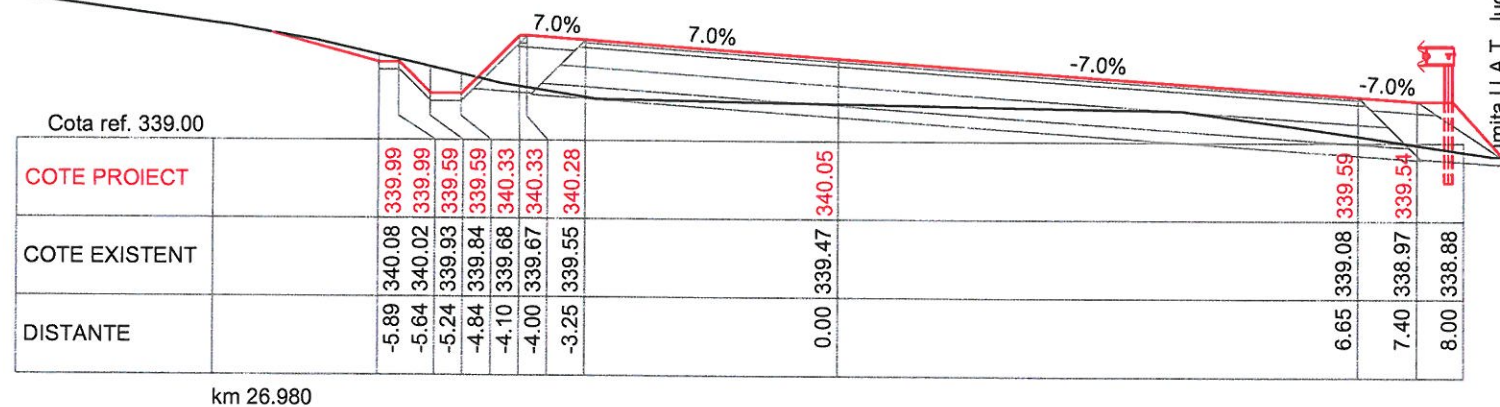 7.0%
7.0%
-7.0%
-7.0%
Cota ref. 339.00
COTE PROIECT 339.99 339.99 339.59 339.59 340.33 340.33 340.28 340.05 339.59 339.54
COTE EXISTENT 340.08 340.02 339.93 339.84 339.68 339.67 339.55 339.47 339.08 338.97 338.88
DISTANTE -5.89 -5.64 -5.24 -4.84 -4.10 -4.00 -3.25 0.00 6.65 7.40 8.00
km 26.980